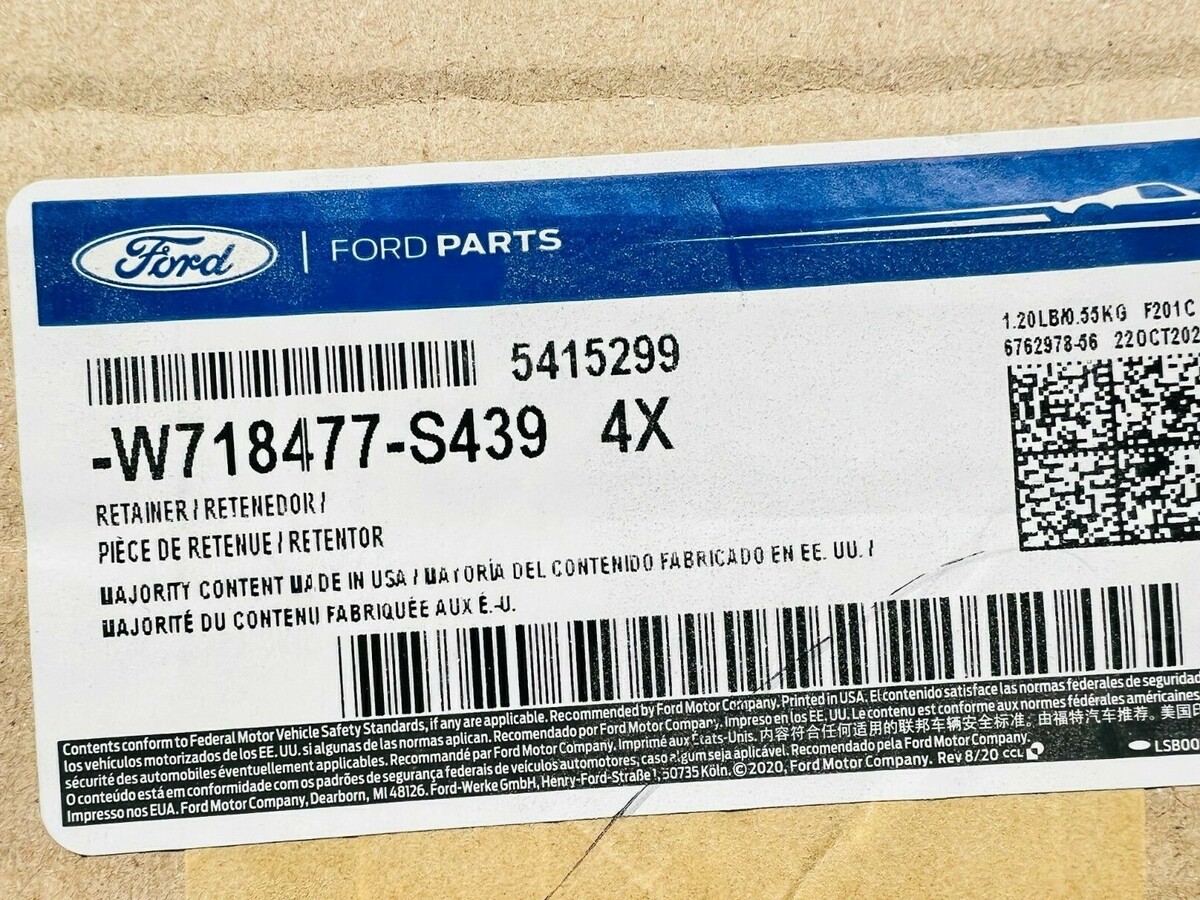 Ford | FORD PARTS
1.20LB/0.55KG F201C
6762978-56 22OCT202
5415299
-W718477-S439 4X
RETAINER / RETENEDOR /
PIÈCE DE RETENUE / RETENTOR
MAJORITY CONTENT MADE IN USA / MAYORÍA DEL CONTENIDO FABRICADO EN EE. UU. /
MAJORITÉ DU CONTENU FABRIQUÉE AUX É.-U.
Contents conform to Federal Motor Vehicle Safety Standards, if any are applicable. Recommended by Ford Motor Company. Printed in USA. El contenido satisface las normas federales de seguridad
los vehículos motorizados de los EE. UU. si algunas de las normas aplican. Recomendado por Ford Motor Company. Impreso en los EE. UU. Le contenu est conforme aux normes fédérales américaines
sécurité des automobiles éventuellement applicables. Recommandé par Ford Motor Company. Imprimé aux États-Unis. 内容符合任何适用的联邦车辆安全标准。由福特汽车推荐。美国
O conteúdo está em conformidade com os padrões de segurança federais de veículos automotores, caso algum seja aplicável. Recomendado pela Ford Motor Company.
Impresso nos EUA. Ford Motor Company, Dearborn, MI 48126. Ford-Werke GmbH, Henry-Ford-Straße 1, 50735 Köln. ©2020, Ford Motor Company. Rev 8/20 CCL
LSB00